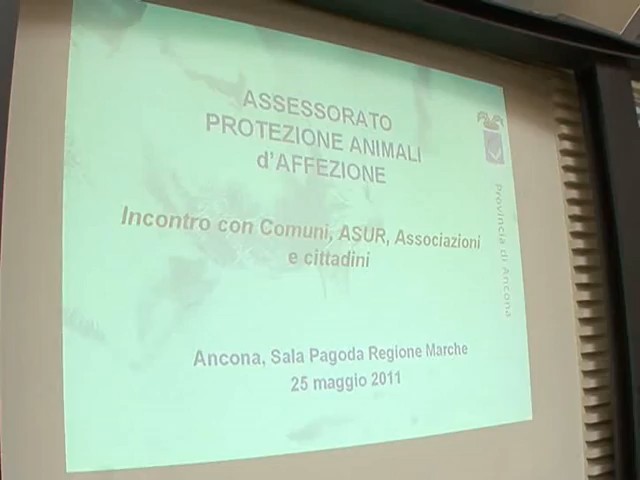 ASSESSORATO
PROTEZIONE ANIMALI
d'AFFEZIONE
Incontro con Comuni, ASUR, Associazioni
e cittadini
Ancona, Sala Pagoda Regione Marche
25 maggio 2011
Provincia di Ancona